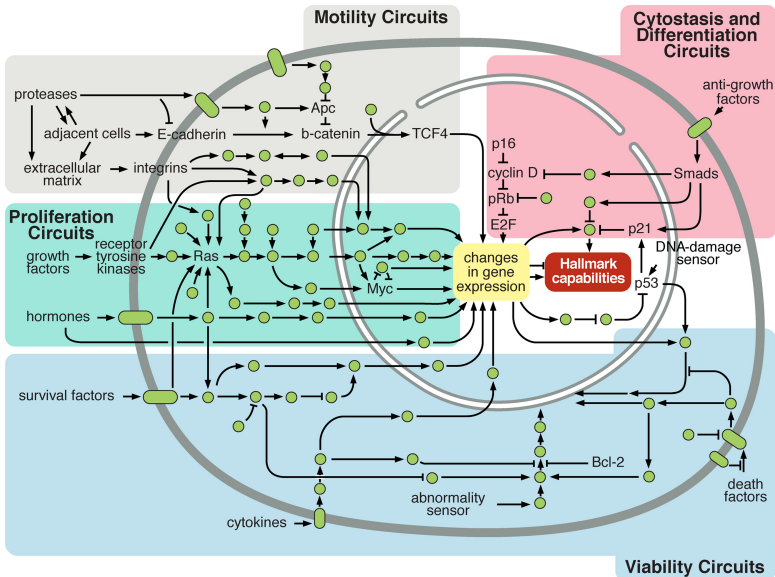 Motility Circuits
Cytostasis and
Differentiation
Circuits
proteases
adjacent cells
extracellular
matrix
E-cadherin
integrins
Apc
b-catenin
TCF4
anti-growth
factors
p16
cyclin D
pRb
E2F
Smads
p21
DNA-damage
sensor
p53
Proliferation
Circuits
growth
factors
receptor
tyrosine
kinases
Ras
Myc
changes
in gene
expression
Hallmark
capabilities
hormones
survival factors
Bcl-2
abnormality
sensor
cytokines
death
factors
Viability Circuits